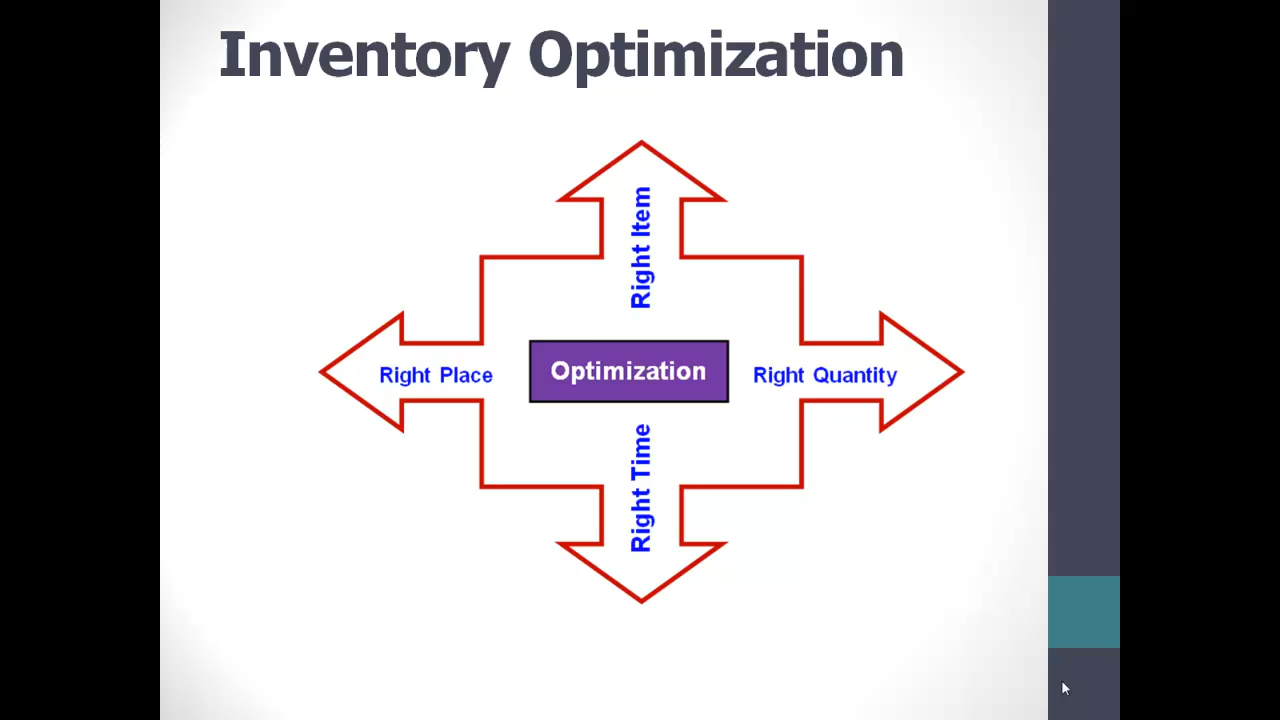 Inventory Optimization
Right Item
Right Place
Optimization
Right Quantity
Right Time